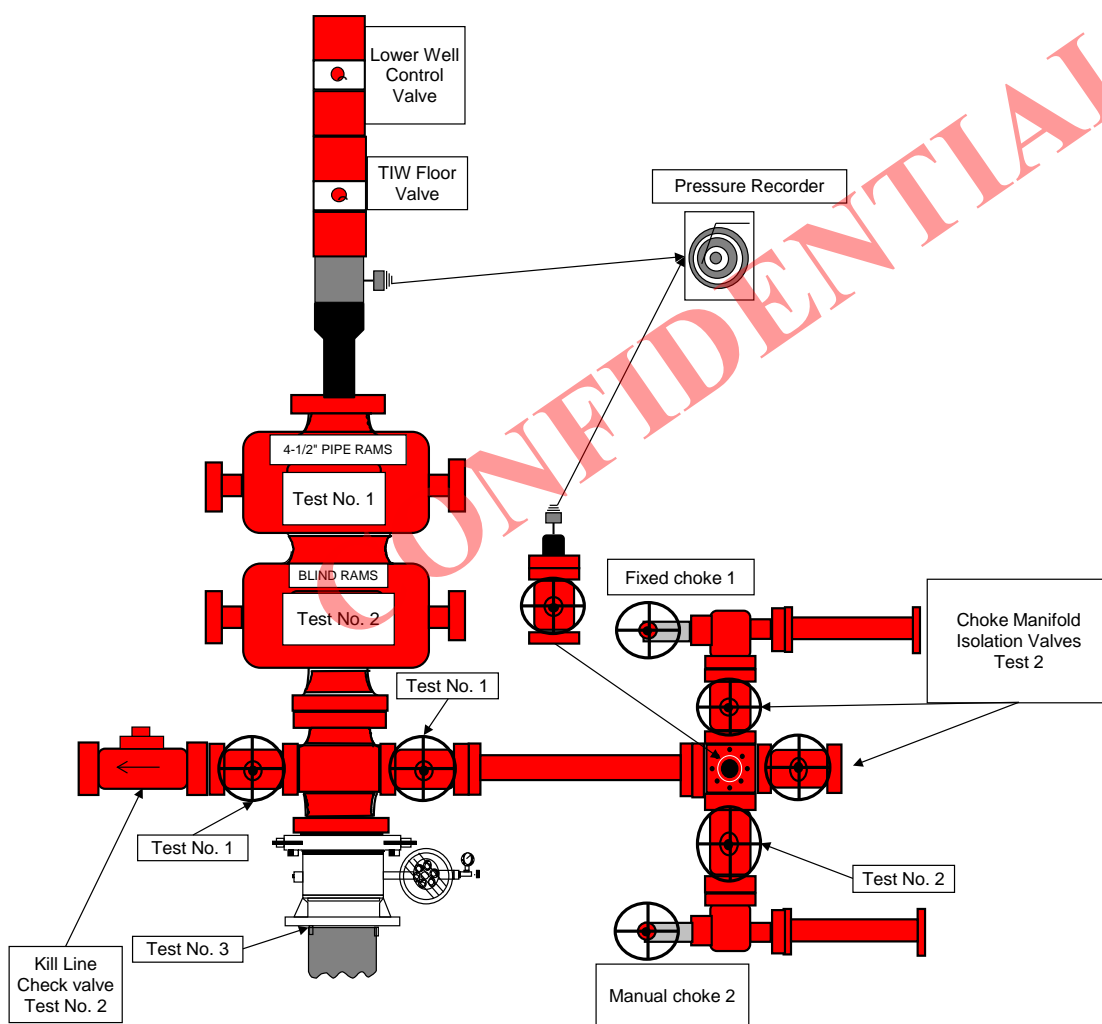 Lower Well
Control
Valve
TIW Floor
Valve
Pressure Recorder
CONFIDENTIAL
4-1/2" PIPE RAMS
Test No. 1
BLIND RAMS
Test No. 2
Fixed choke 1
Choke Manifold
Isolation Valves
Test 2
Test No. 1
Test No. 1
Test No. 2
Test No. 3
Kill Line
Check valve
Test No. 2
Manual choke 2